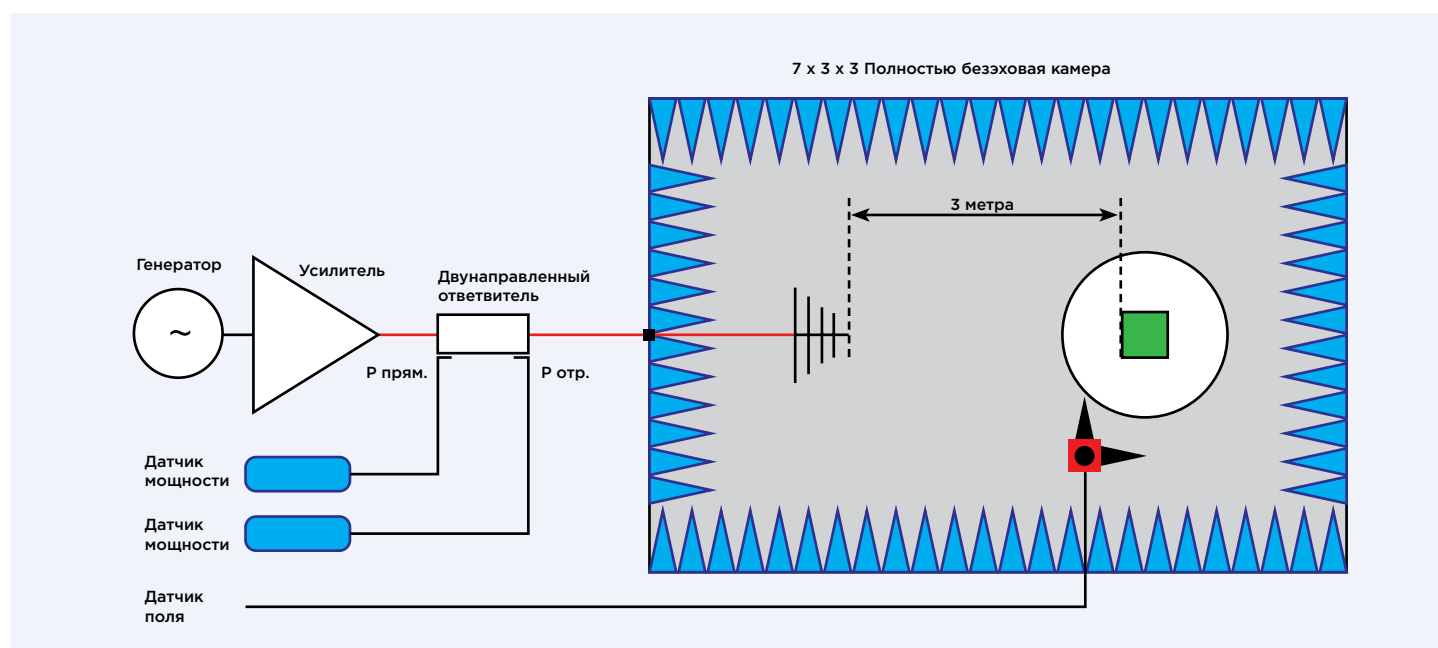 7 x 3 x 3 Полностью безэховая камера
3 метра
Генератор
Усилитель
Двунаправленный
ответвитель
~
P прям.
P отр.
Датчик
мощности
Датчик
мощности
Датчик
поля